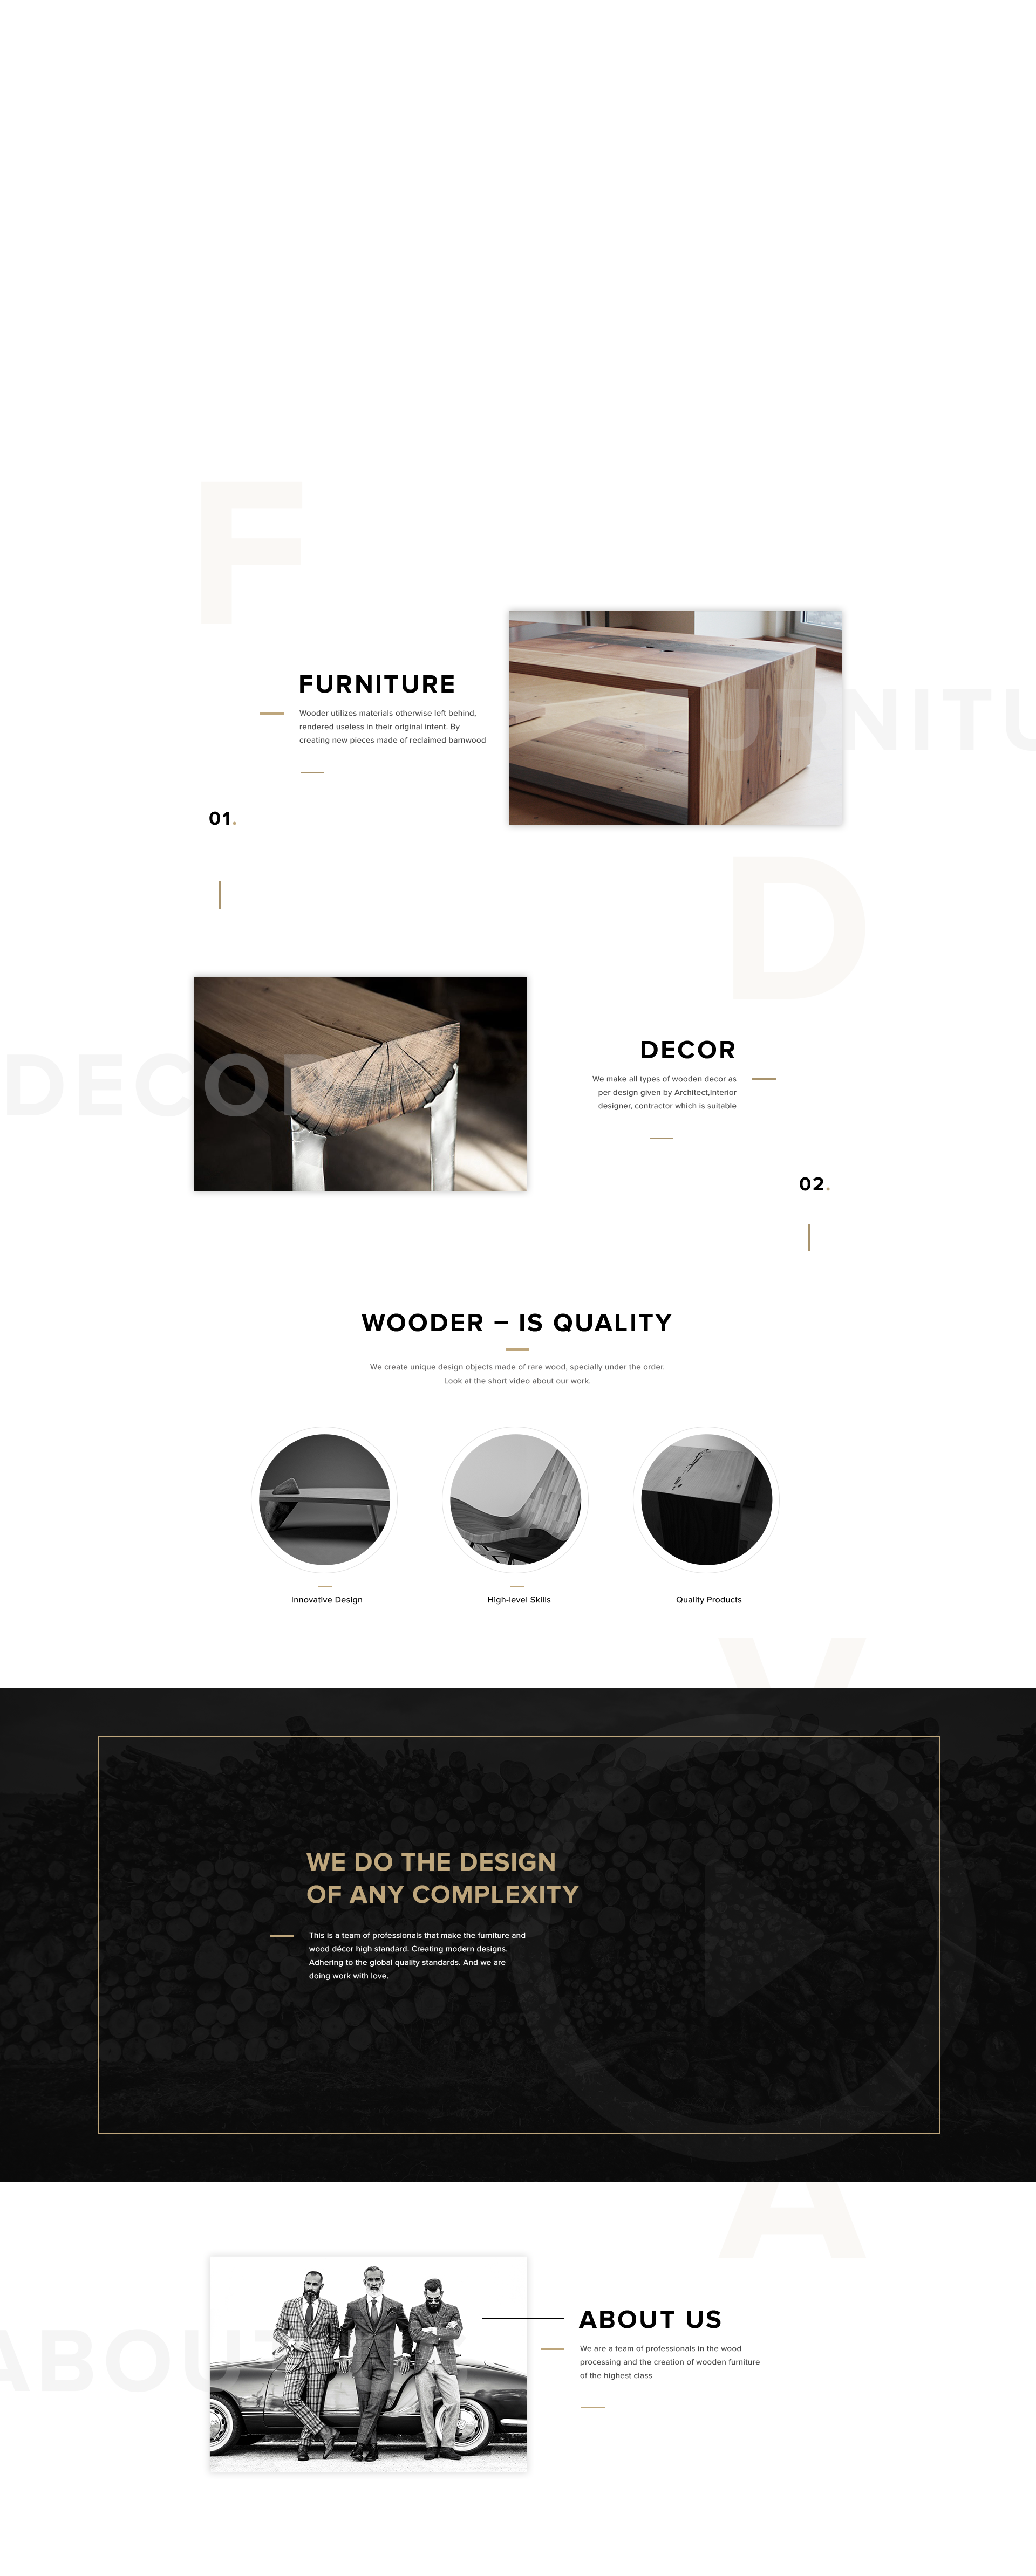 F
FURNITURE
Wooder utilizes materials otherwise left behind,
rendered useless in their original intent. By
creating new pieces made of reclaimed barnwood
01.
FURNITU
D
DECOR
DECOR
We make all types of wooden decor as
per design given by Architect,Interior
designer, contractor which is suitable
02.
WOODER – IS QUALITY
We create unique design objects made of rare wood, specially under the order.
Look at the short video about our work.
Innovative Design
High-level Skills
Quality Products
V
WE DO THE DESIGN
OF ANY COMPLEXITY
This is a team of professionals that make the furniture and
wood décor high standard. Creating modern designs.
Adhering to the global quality standards. And we are
doing work with love.
A
ABOUT
ABOUT US
We are a team of professionals in the wood
processing and the creation of wooden furniture
of the highest class